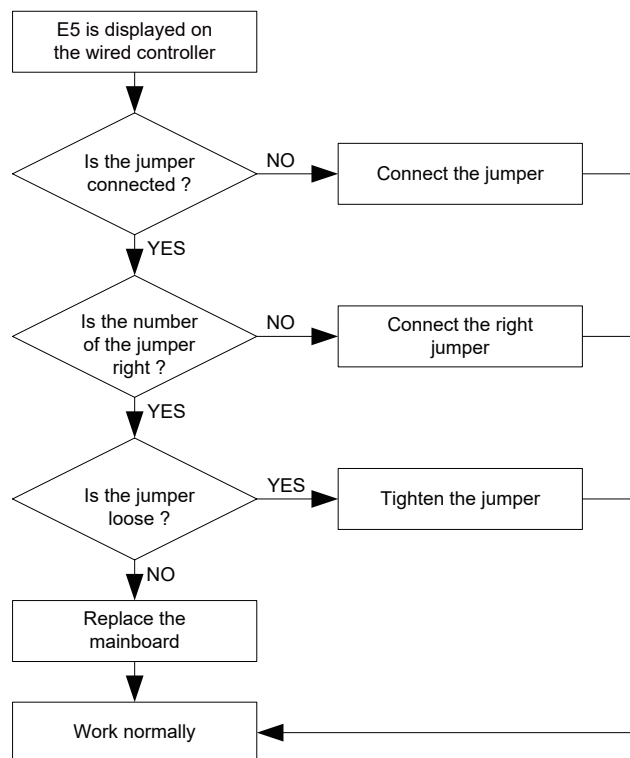 E5 is displayed on
the wired controller
Is the jumper
connected ?
NO
Connect the jumper
YES
Is the number
of the jumper
right ?
NO
Connect the right
jumper
YES
Is the jumper
loose ?
YES
Tighten the jumper
NO
Replace the
mainboard
Work normally